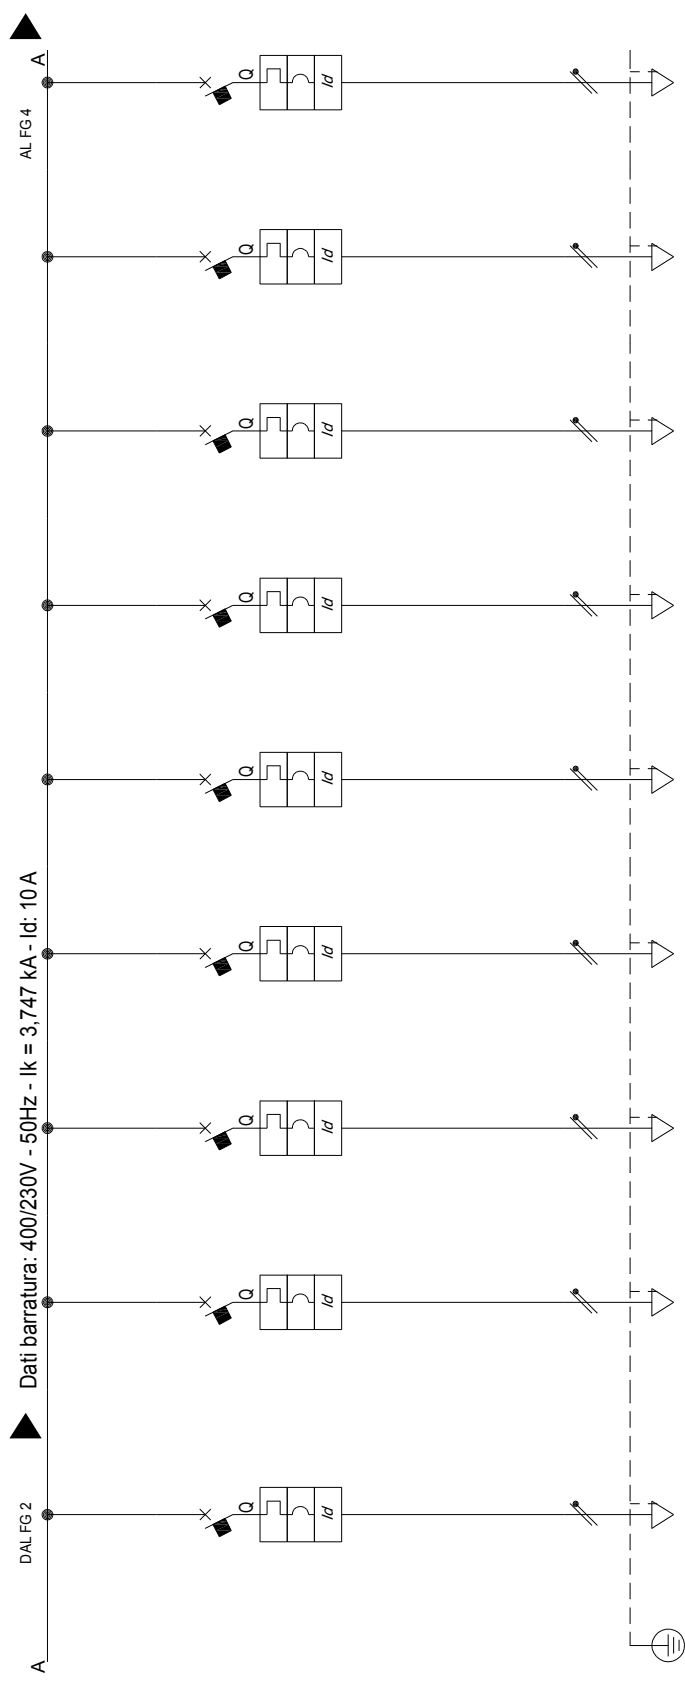 A
DAL FG 2
Dati barratura: 400/230V - 50Hz - Ik = 3,747 kA - Id: 10 A
AL FG 4
A
Q
Id
Q
Id
Q
Id
Q
Id
Q
Id
Q
Id
Q
Id
Q
Id
Q
Id